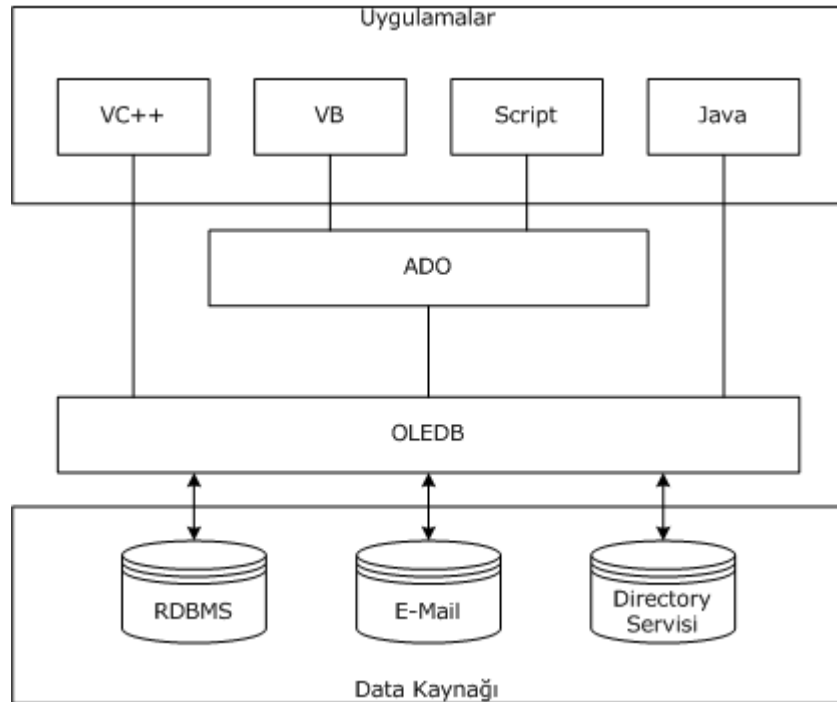 Uygulamalar
VC++
VB
Script
Java
ADO
OLEDB
RDBMS
E-Mail
Directory
Servisi
Data Kaynağı